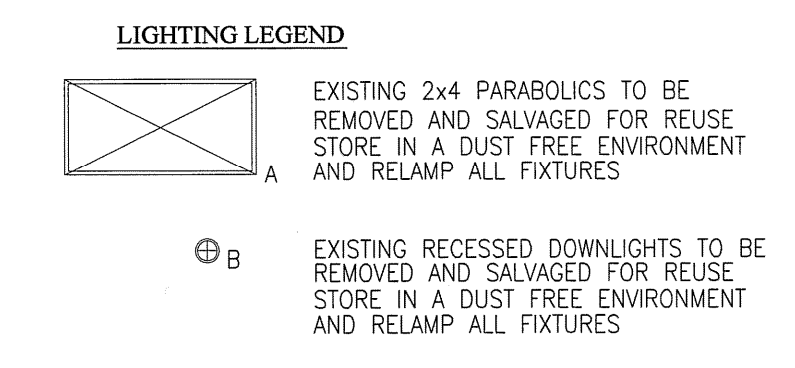 LIGHTING LEGEND
EXISTING 2x4 PARABOLICS TO BE
REMOVED AND SALVAGED FOR REUSE
STORE IN A DUST FREE ENVIRONMENT
A AND RELAMP ALL FIXTURES
B EXISTING RECESSED DOWNLIGHTS TO BE
REMOVED AND SALVAGED FOR REUSE
STORE IN A DUST FREE ENVIRONMENT
AND RELAMP ALL FIXTURES